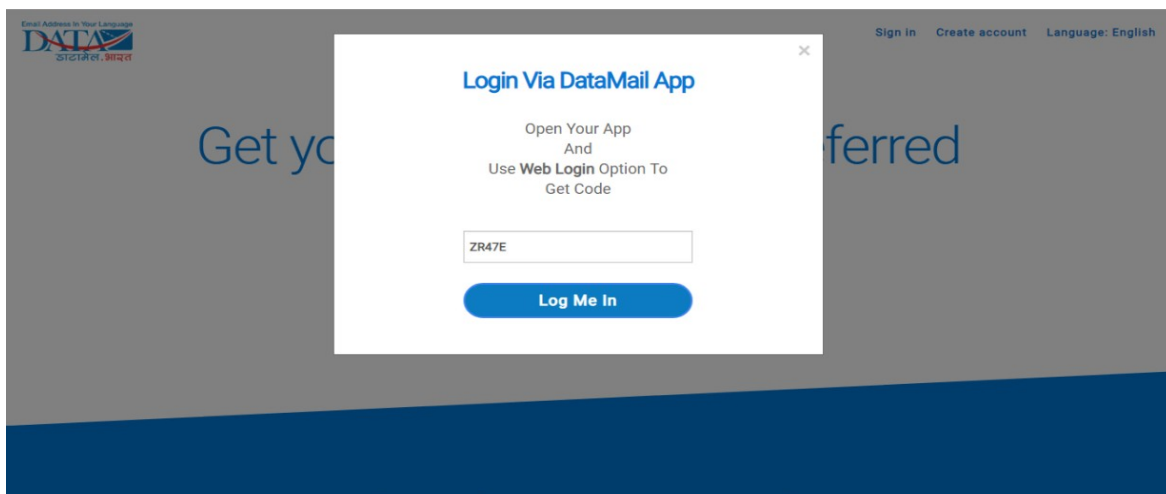 Email Address In Your Language
DATA
डाटामेल.भारत
Sign in Create account Language: English
×
Login Via DataMail App
Get yo
ferred
Open Your App
And
Use Web Login Option To
Get Code
ZR47E
Log Me In